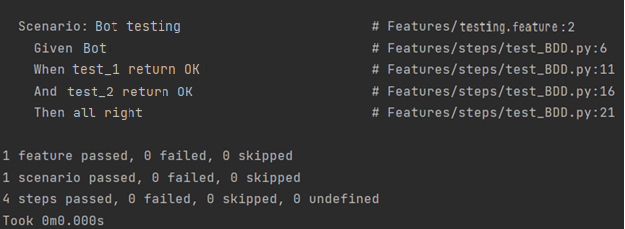 Scenario: Bot testing # Features/testing.feature:2
Given Bot # Features/steps/test_BDD.py:6
When test_1 return OK # Features/steps/test_BDD.py:11
And test_2 return OK # Features/steps/test_BDD.py:16
Then all right # Features/steps/test_BDD.py:21
1 feature passed, 0 failed, 0 skipped
1 scenario passed, 0 failed, 0 skipped
4 steps passed, 0 failed, 0 skipped, 0 undefined
Took 0m0.000s